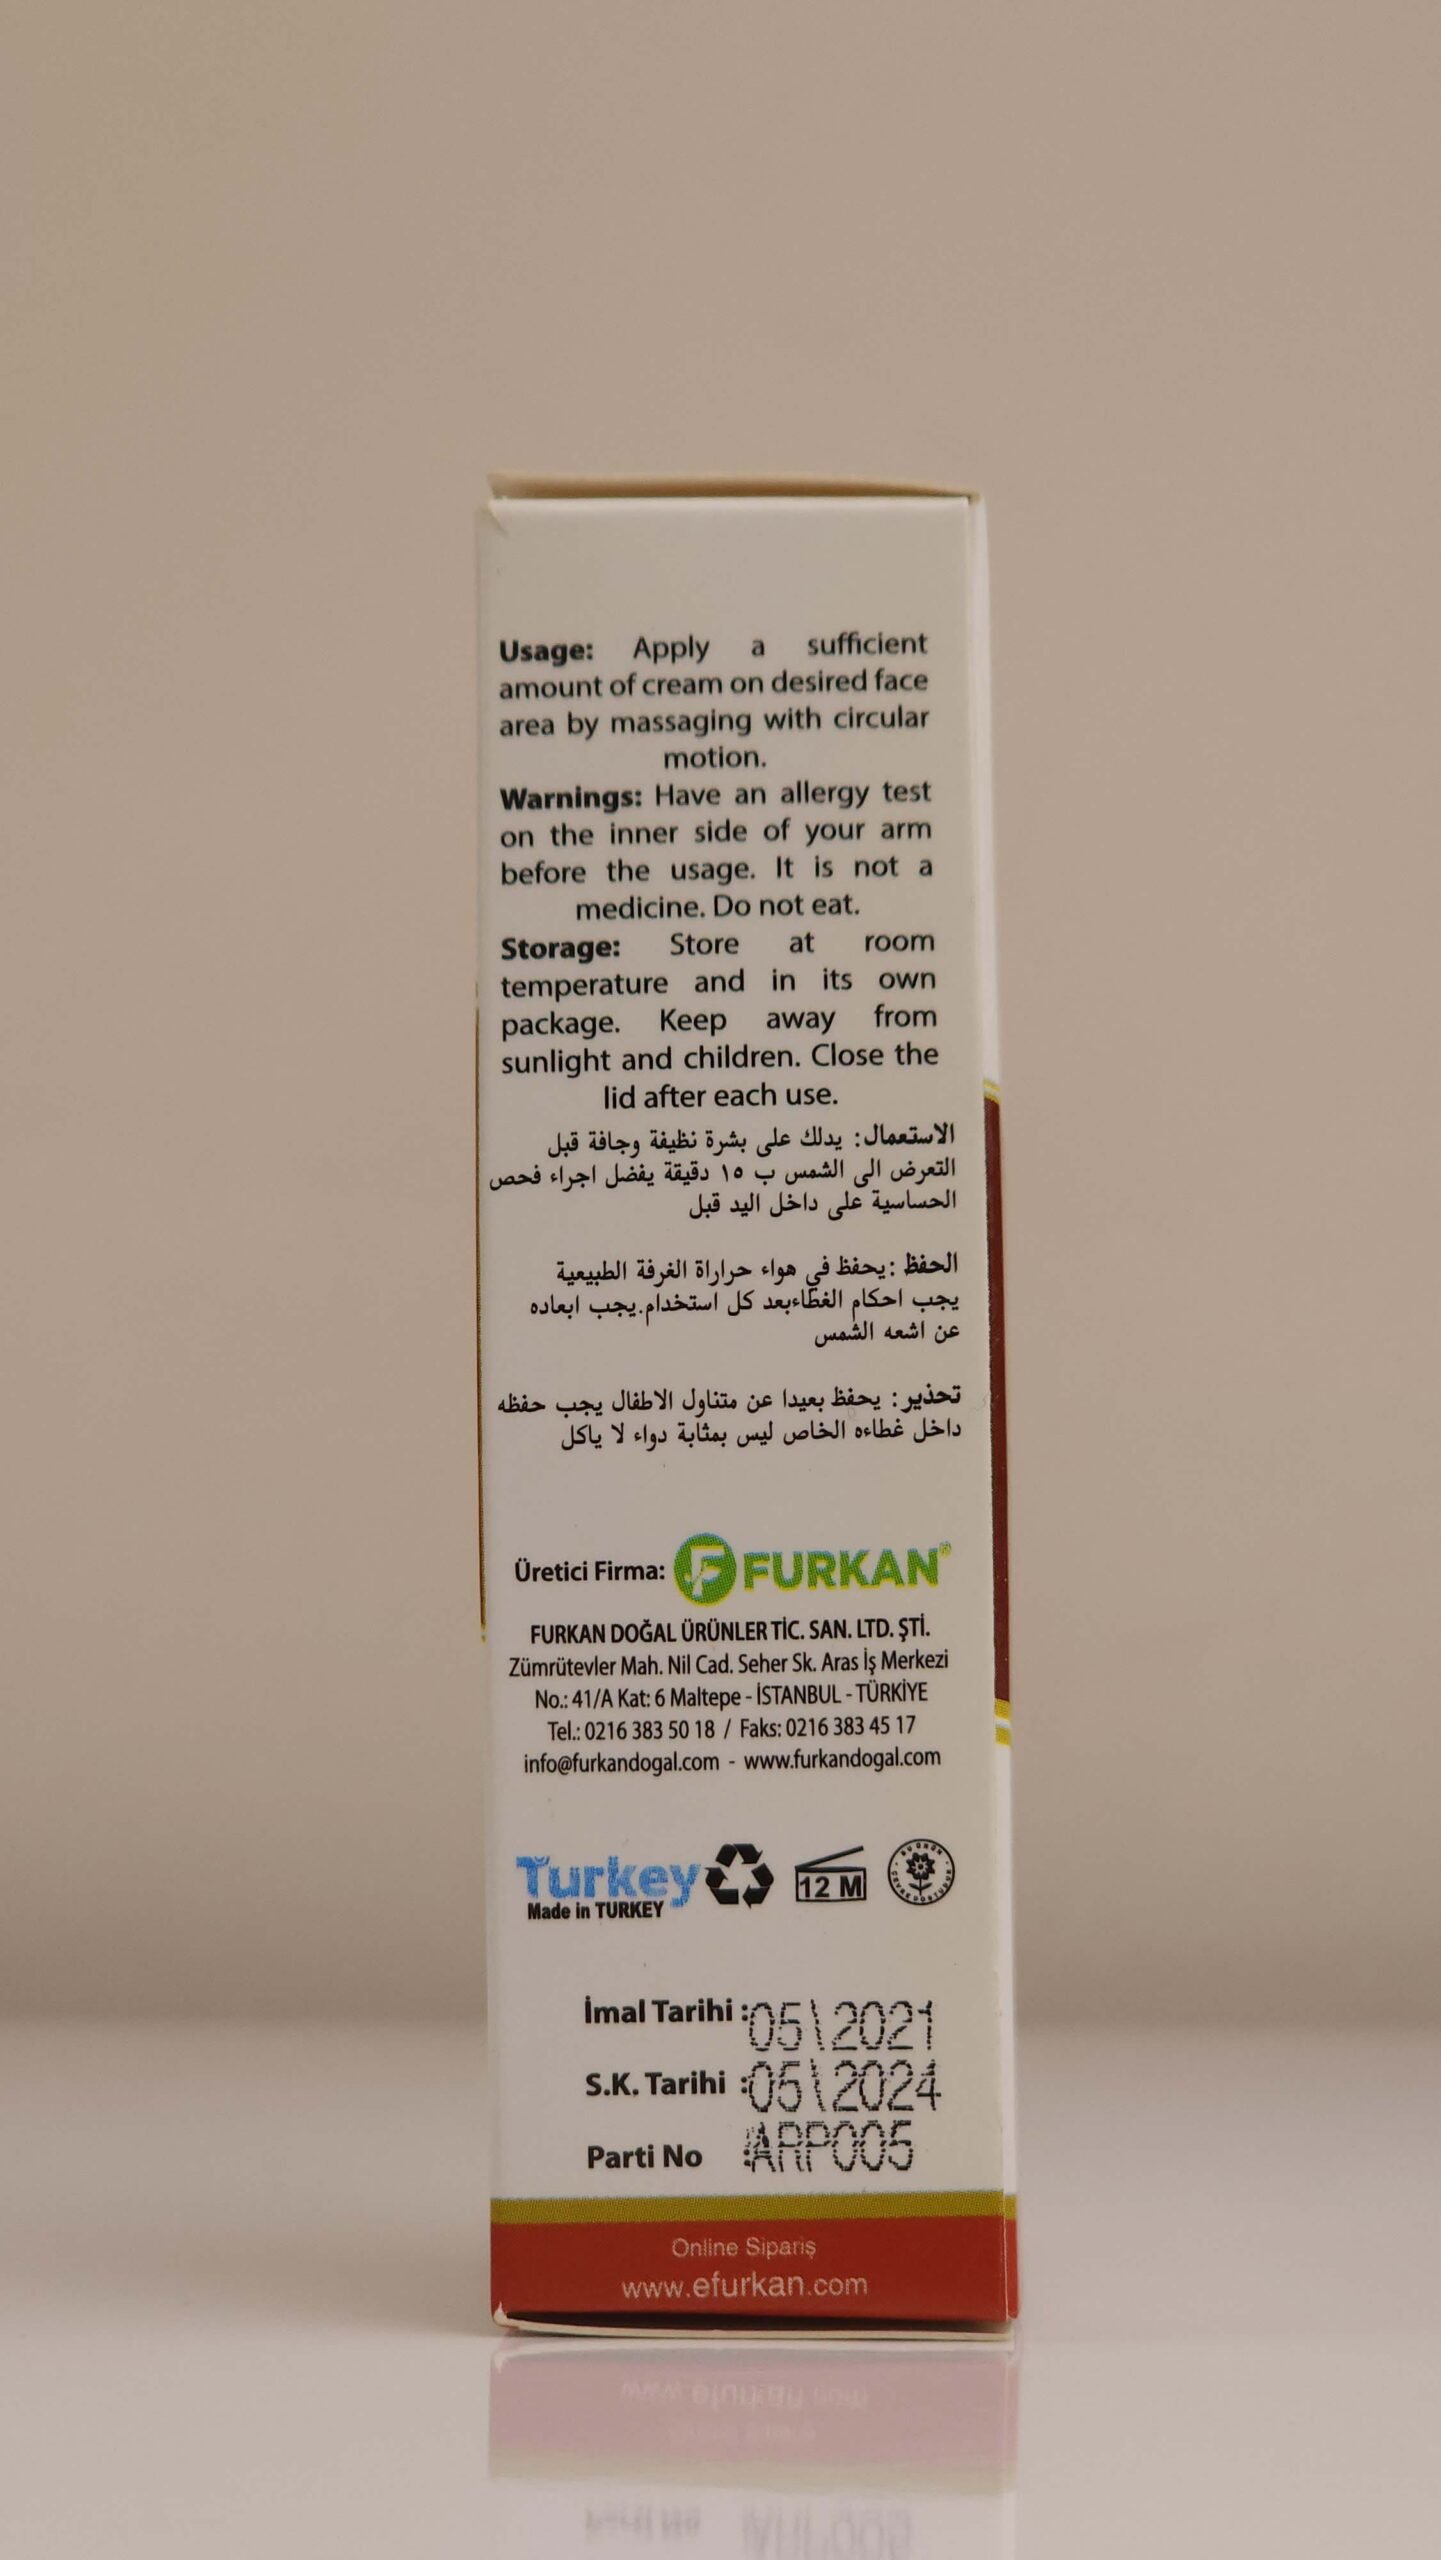 Usage: Apply a sufficient
amount of cream on desired face
area by massaging with circular
motion.
Warnings: Have an allergy test
on the inner side of your arm
before the usage. It is not a
medicine. Do not eat.
Storage: Store at room
temperature and in its own
package. Keep away from
sunlight and children. Close the
lid after each use.
الاستعمال: يدلك على بشرة نظيفة وجافة قبل
التعرض الى الشمس ب ١٥ دقيقة يفضل اجراء فحص
الحساسية على داخل اليد قبل
الحفظ :يحفظ في هواء حراراة الغرفة الطبيعية
يجب احكام الغطاءبعد كل استخدام.يجب ابعاده
عن اشعه الشمس
تحذير: يحفظ بعيدا عن متناول الاطفال يجب حفظه
داخل غطاءه الخاص ليس بمثابة دواء لا ياكل
Üretici Firma: FURKAN®
FURKAN DOĞAL ÜRÜNLER TİC. SAN. LTD. ŞTİ.
Zümrütevler Mah. Nil Cad. Seher Sk. Aras İş Merkezi
No.: 41/A Kat: 6 Maltepe - İSTANBUL - TÜRKİYE
Tel.: 0216 383 50 18 / Faks: 0216 383 45 17
info@furkandogal.com - www.furkandogal.com
Turkey
Made in TURKEY
12 M
İmal Tarihi :05\2021
S.K. Tarihi :05\2024
Parti No :ARP005
Online Sipariş
www.efurkan.com